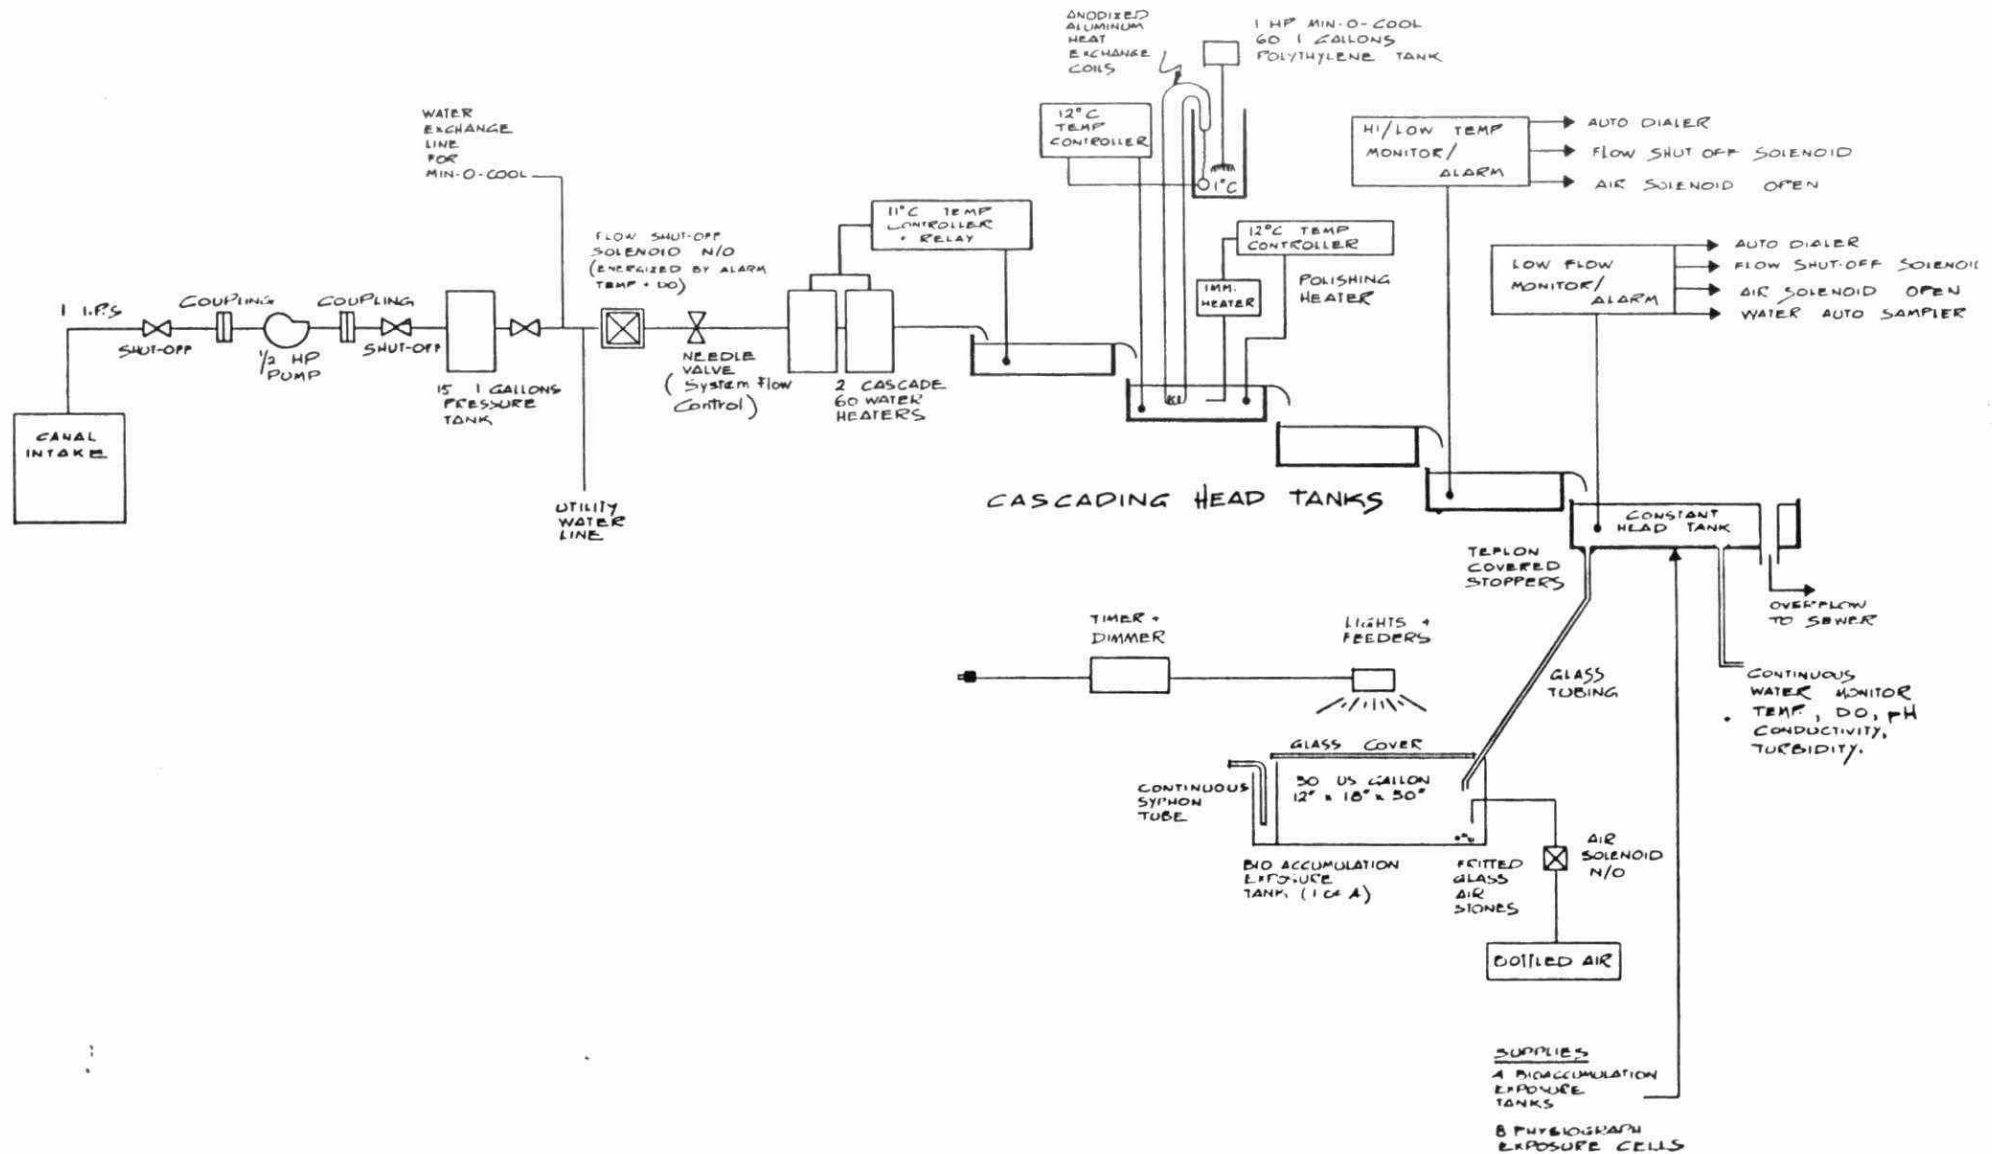 ANODIZED
ALUMINUM
HEAT
EXCHANGE
COILS
1 HP MIN-O-COOL
60 I GALLONS
POLYTHYLENE TANK
WATER
EXCHANGE
LINE
FOR
MIN-O-COOL
12°C
TEMP
CONTROLLER
1°C
HI/LOW TEMP
MONITOR/
ALARM
AUTO DIALER
FLOW SHUT OFF SOLENOID
AIR SOLENOID OPEN
11°C TEMP
CONTROLLER
+ RELAY
12°C TEMP
CONTROLLER
IMM.
HEATER
POLISHING
HEATER
FLOW SHUT-OFF
SOLENOID N/O
(ENERGIZED BY ALARM
TEMP + DO)
LOW FLOW
MONITOR/
ALARM
AUTO DIALER
FLOW SHUT-OFF SOLENOID
AIR SOLENOID OPEN
WATER AUTO SAMPLER
1 I.P.S
COUPLING
COUPLING
SHUT-OFF
1/2 HP
PUMP
SHUT-OFF
15 I GALLONS
PRESSURE
TANK
NEEDLE
VALVE
(System Flow
Control)
2 CASCADE
60 WATER
HEATERS
CANAL
INTAKE
UTILITY
WATER
LINE
CASCADING HEAD TANKS
CONSTANT
HEAD TANK
TEFLON
COVERED
STOPPERS
OVERFLOW
TO SEWER
TIMER +
DIMMER
LIGHTS +
FEEDERS
GLASS
TUBING
CONTINUOUS
WATER MONITOR
TEMP, DO, pH
CONDUCTIVITY,
TURBIDITY.
GLASS COVER
50 US GALLON
12" x 18" x 50"
CONTINUOUS
SYPHON
TUBE
BIO ACCUMULATION
EXPOSURE
TANK (1 OF 4)
FRITTED
GLASS
AIR
STONES
AIR
SOLENOID
N/O
BOTTLED AIR
SUPPLIES
4 BIOACCUMULATION
EXPOSURE
TANKS
8 PHYSIOGRAPH
EXPOSURE CELLS